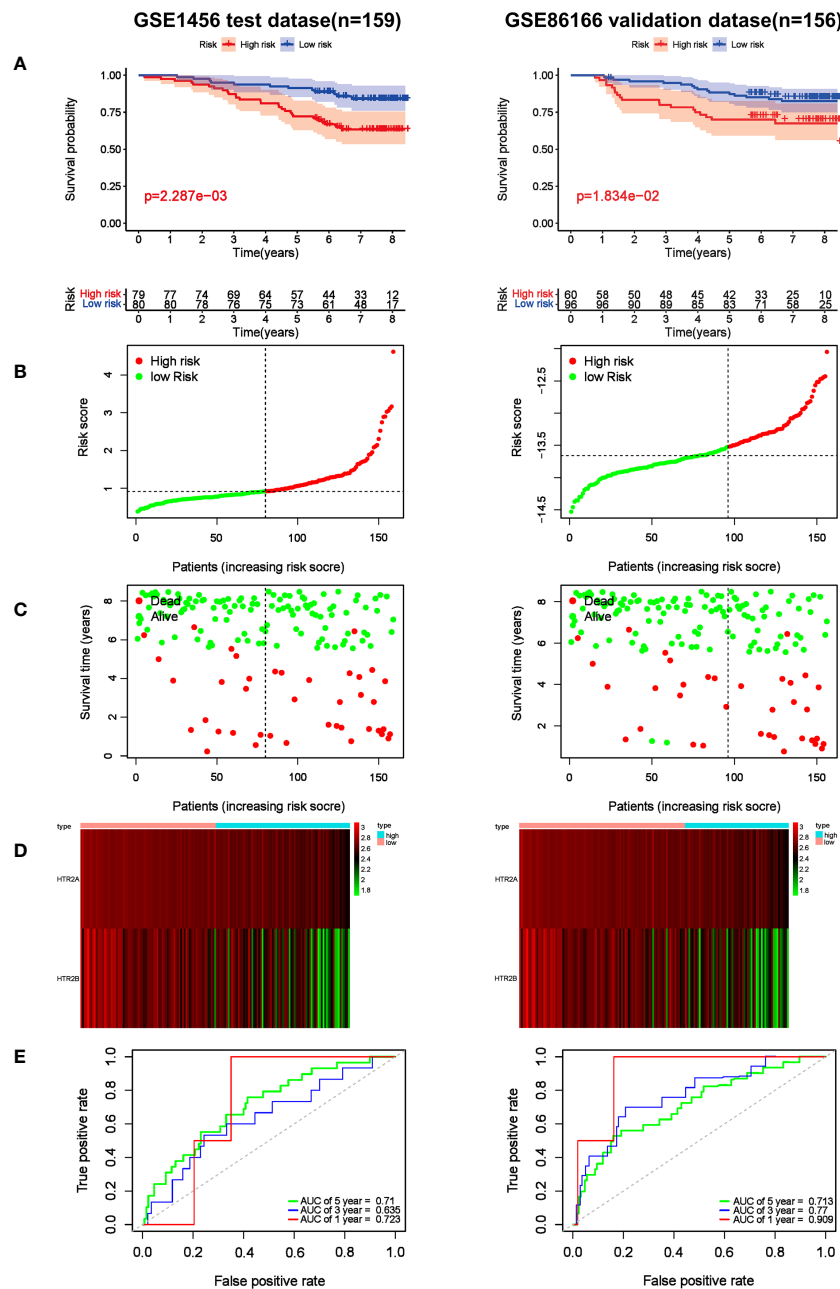 GSE1456 test datase(n=159)
GSE86166 validation datase(n=156)
Risk High risk Low risk
Risk High risk Low risk
A
Survival probability
1.00
0.75
0.50
0.25
0.00
p=2.287e-03
0 1 2 3 4 5 6 7 8
Time(years)
Survival probability
1.00
0.75
0.50
0.25
0.00
p=1.834e-02
0 1 2 3 4 5 6 7 8
Time(years)
Risk
High risk 79 77 74 69 64 57 44 33 12
Low risk 80 80 78 76 75 73 61 48 17
0 1 2 3 4 5 6 7 8
Time(years)
Risk
High risk 60 58 50 48 45 42 33 25 10
Low risk 96 96 90 89 85 83 71 58 25
0 1 2 3 4 5 6 7 8
Time(years)
B
High risk
low Risk
Risk score
4
3
2
1
0 50 100 150
Patients (increasing risk socre)
High risk
low Risk
Risk score
-12.5
-13.5
-14.5
0 50 100 150
Patients (increasing risk socre)
C
Dead
Alive
Survival time (years)
8
6
4
2
0
0 50 100 150
Patients (increasing risk socre)
Dead
Alive
Survival time (years)
8
6
4
2
0 50 100 150
Patients (increasing risk socre)
D
type
HTR2A
HTR2B
3
2.8
2.6
2.4
2.2
2
1.8
type
high
low
type
HTR2A
HTR2B
3
2.8
2.6
2.4
2.2
2
1.8
type
high
low
E
True positive rate
1.0
0.8
0.6
0.4
0.2
0.0
AUC of 5 year = 0.71
AUC of 3 year = 0.635
AUC of 1 year = 0.723
0.0 0.2 0.4 0.6 0.8 1.0
False positive rate
True positive rate
1.0
0.8
0.6
0.4
0.2
0.0
AUC of 5 year = 0.713
AUC of 3 year = 0.77
AUC of 1 year = 0.909
0.0 0.2 0.4 0.6 0.8 1.0
False positive rate